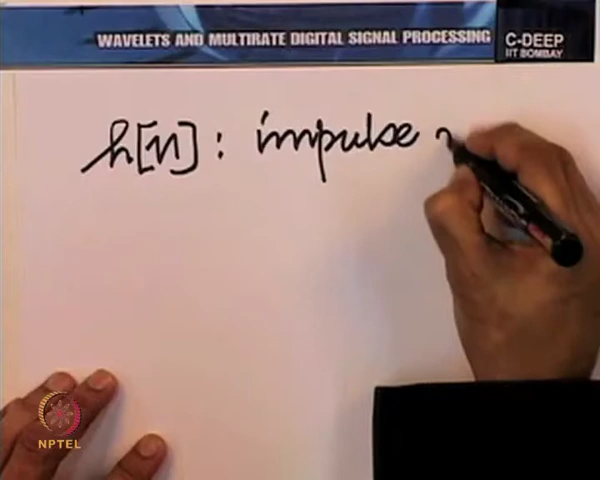 WAVELETS AND MULTIRATE DIGITAL SIGNAL PROCESSING
C-DEEP
IIT BOMBAY
h[n] : impulse
NPTEL